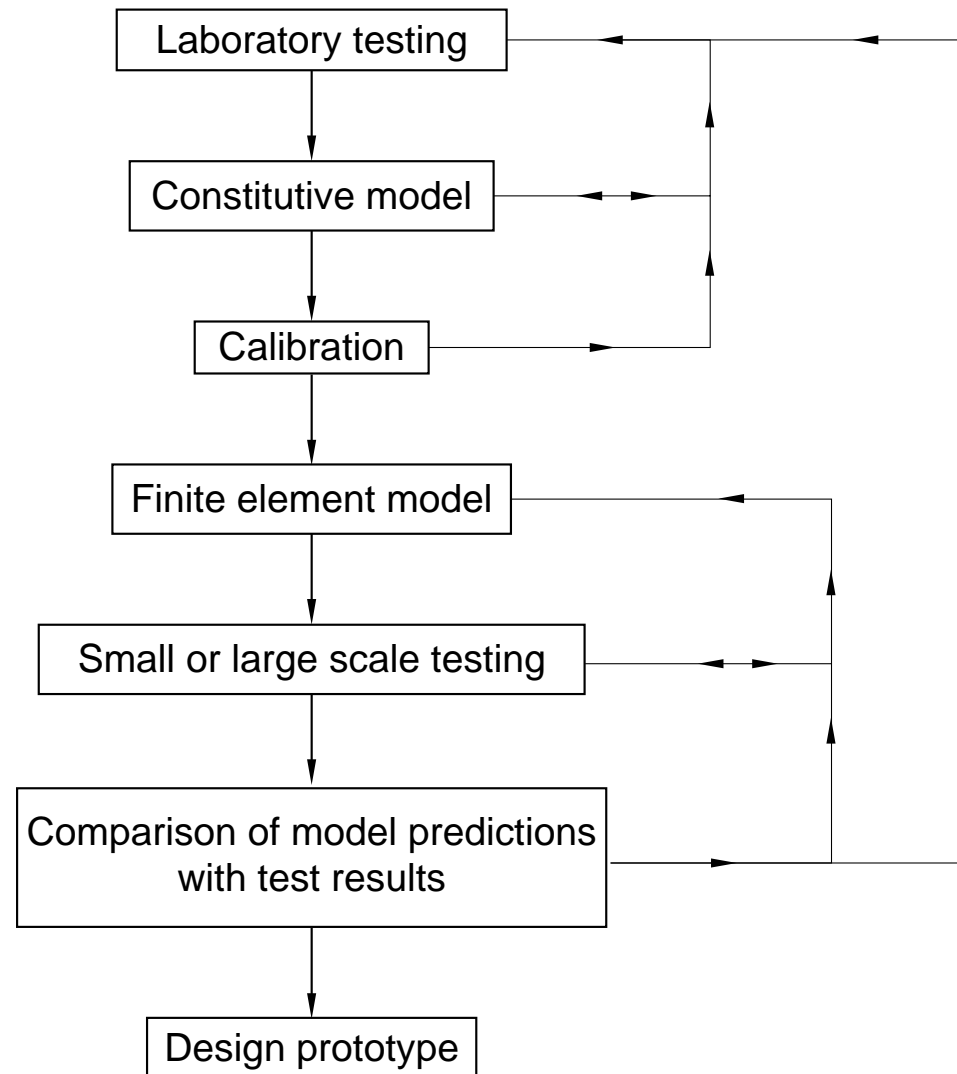 Laboratory testing
Constitutive model
Calibration
Finite element model
Small or large scale testing
Comparison of model predictions
with test results
Design prototype